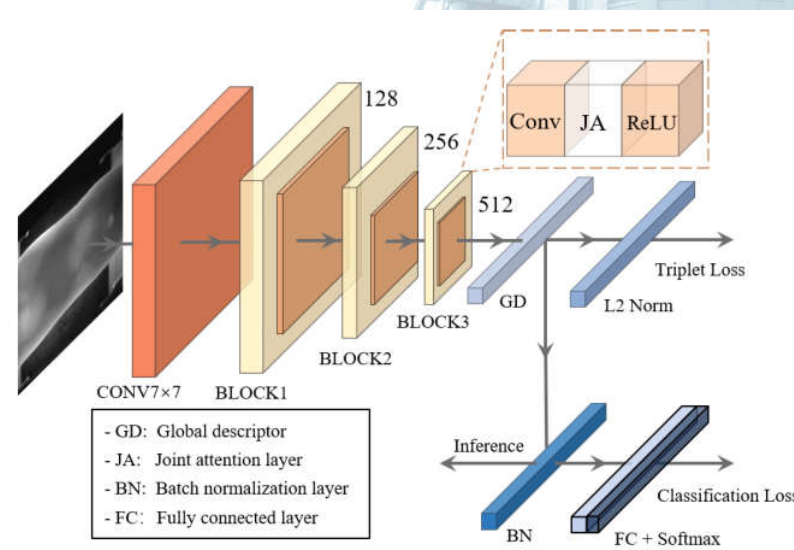 128
256
512
Conv JA ReLU
GD
L2 Norm
Triplet Loss
CONV7×7
BLOCK1
BLOCK2
BLOCK3
- GD: Global descriptor
- JA: Joint attention layer
- BN: Batch normalization layer
- FC: Fully connected layer
Inference
BN
FC + Softmax
Classification Loss